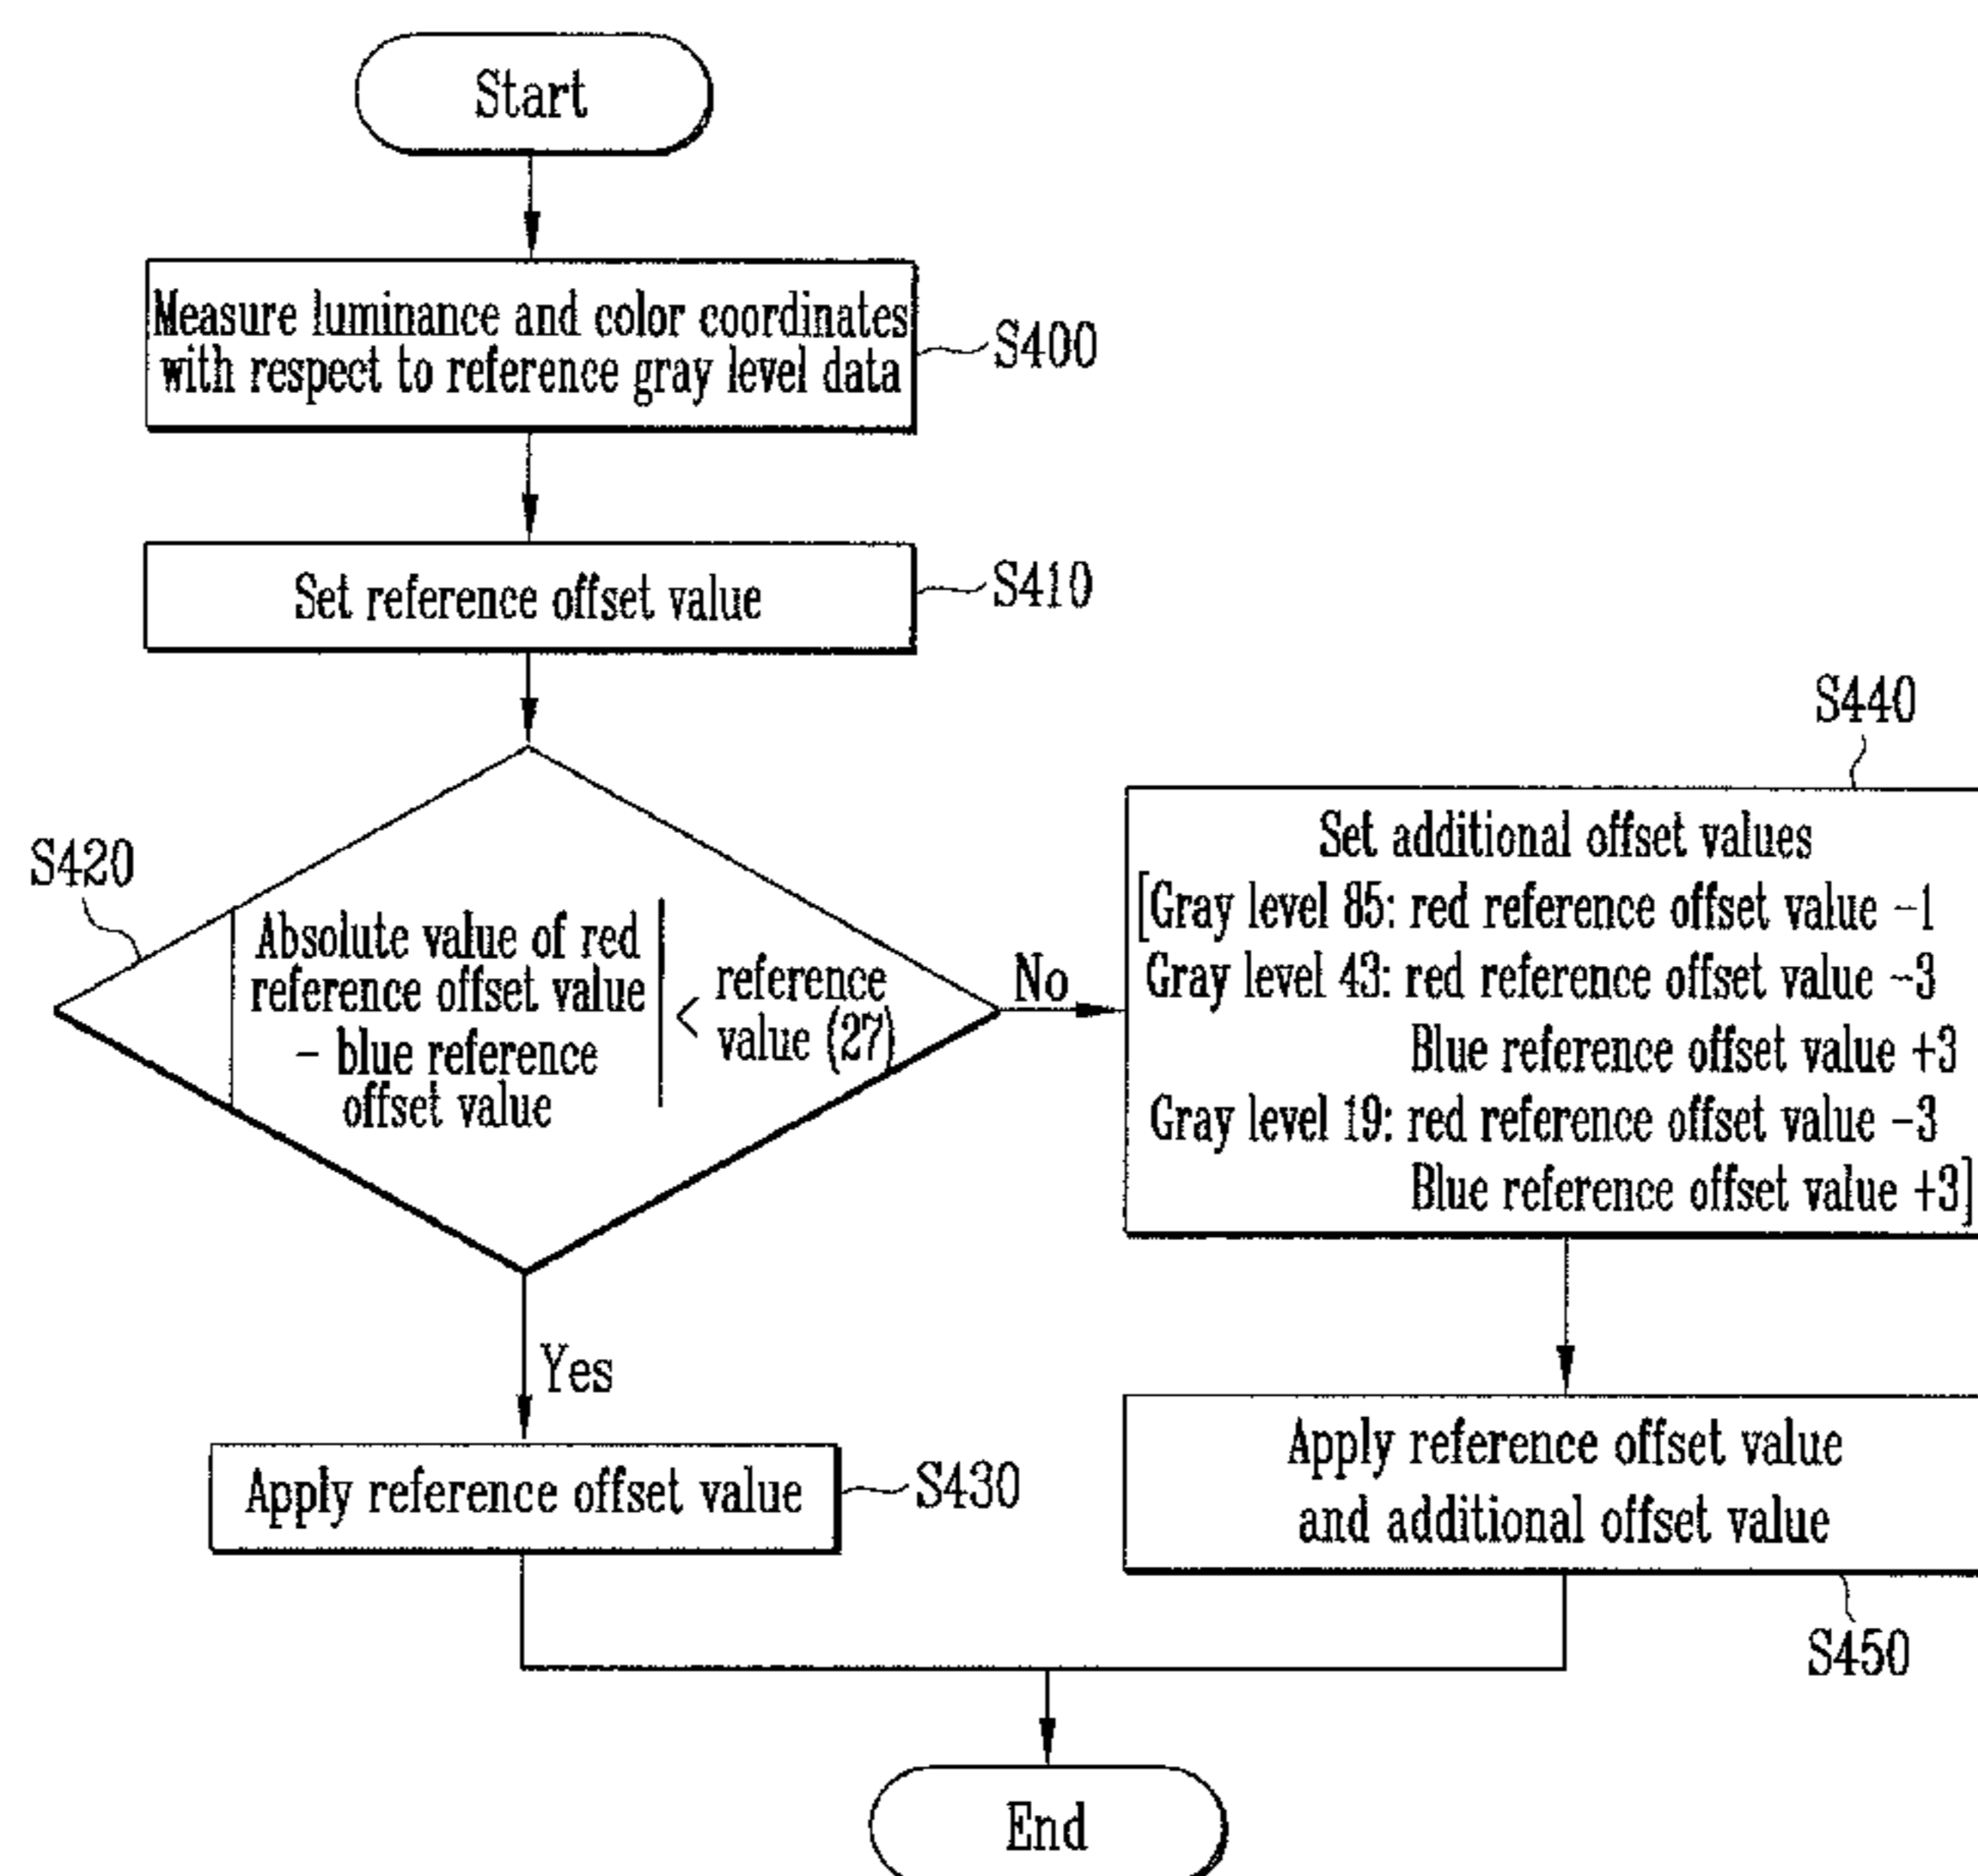 Start
Measure luminance and color coordinates
with respect to reference gray level data
S400
Set reference offset value
S410
S420
Absolute value of red
reference offset value
- blue reference
offset value
< reference
value (27)
No
Yes
S440
Set additional offset values
[Gray level 85: red reference offset value -1
Gray level 43: red reference offset value -3
Blue reference offset value +3
Gray level 19: red reference offset value -3
Blue reference offset value +3]
Apply reference offset value
S430
Apply reference offset value
and additional offset value
S450
End